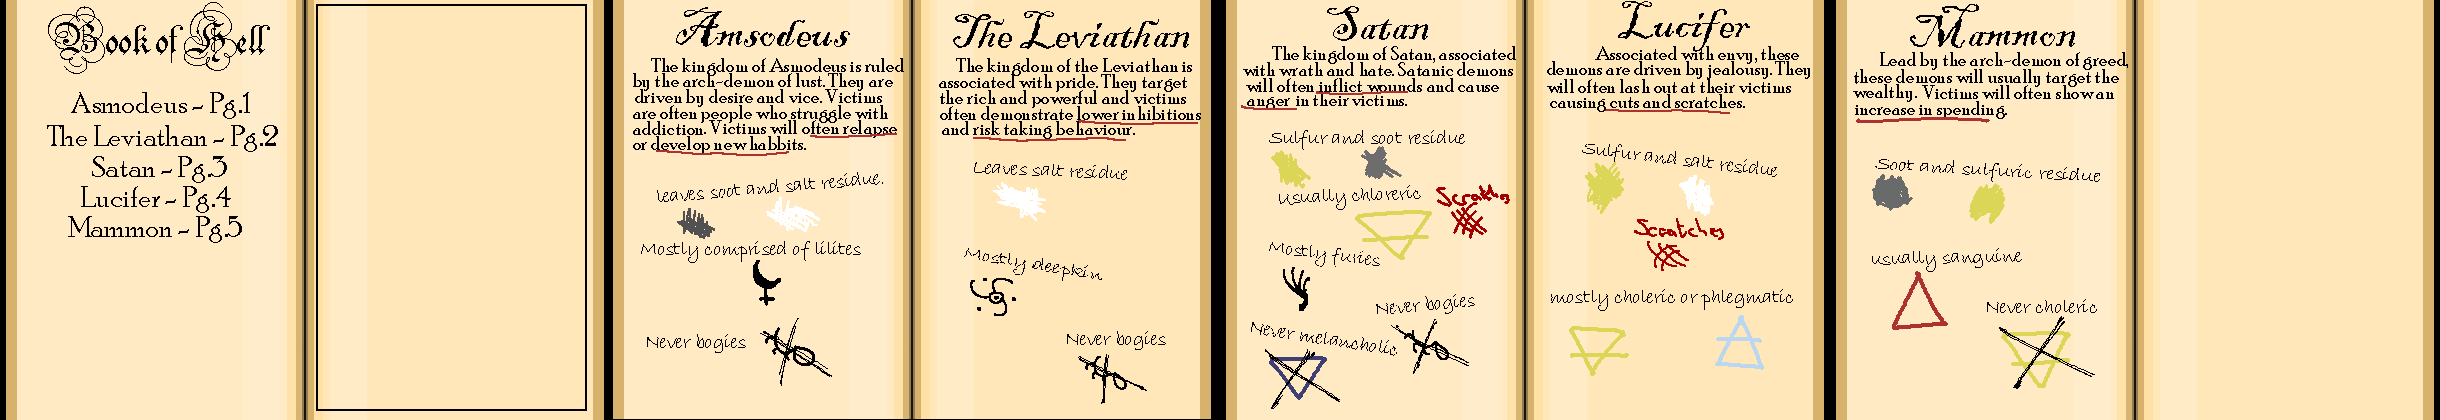 Book of Hell
Asmodeus ~ Pg.1
The Leviathan ~ Pg.2
Satan ~ Pg.3
Lucifer ~ Pg.4
Mammon ~ Pg.5
Amsodeus
The kingdom of Asmodeus is ruled
by the arch-demon of lust. They are
driven by desire and vice. Victims
are often people who struggle with
addiction. Victims will often relapse
or develop new habbits.
leaves soot and salt residue.
Mostly comprised of lilites
Never bogies
The Leviathan
The kingdom of the Leviathan is
associated with pride. They target
the rich and powerful and victims
often demonstrate lower inhibitions
and risk taking behaviour.
Leaves salt residue
Mostly deepkin
Never bogies
Satan
The kingdom of Satan, associated
with wrath and hate. Satanic demons
will often inflict wounds and cause
anger in their victims.
Sulfur and soot residue
usually chloreric
Scratches
Mostly furies
Never bogies
Never melancholic
Lucifer
Associated with envy, these
demons are driven by jealousy. They
will often lash out at their victims
causing cuts and scratches.
Sulfur and salt residue
Scratches
mostly choleric or phlegmatic
Mammon
Lead by the arch-demon of greed,
these demons will usually target the
wealthy. Victims will often show an
increase in spending.
Soot and sulfuric residue
usually sanguine
Never choleric